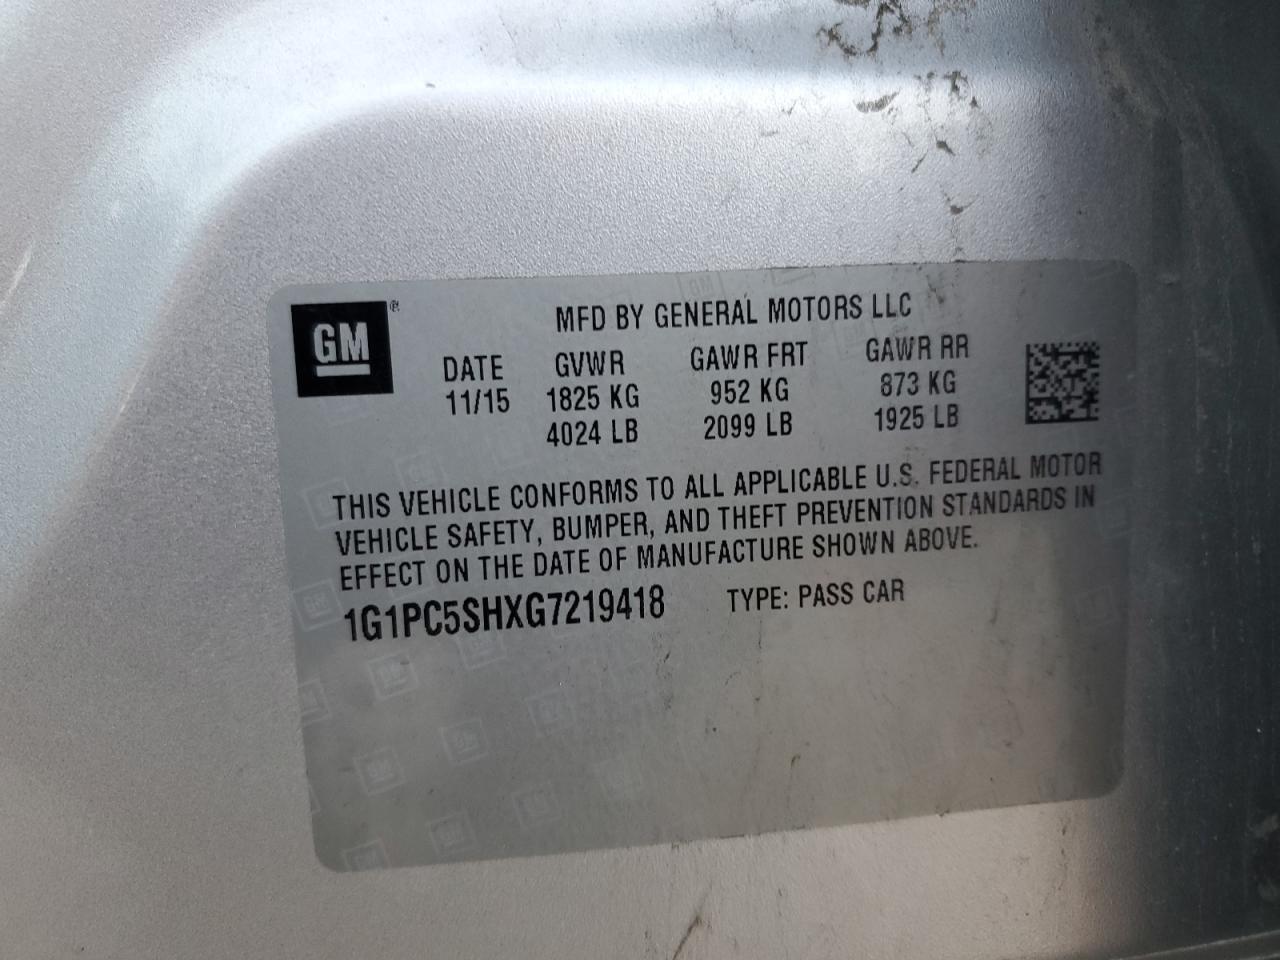 GM ®
MFD BY GENERAL MOTORS LLC
DATE GVWR GAWR FRT GAWR RR
11/15 1825 KG 952 KG 873 KG
4024 LB 2099 LB 1925 LB
THIS VEHICLE CONFORMS TO ALL APPLICABLE U.S. FEDERAL MOTOR
VEHICLE SAFETY, BUMPER, AND THEFT PREVENTION STANDARDS IN
EFFECT ON THE DATE OF MANUFACTURE SHOWN ABOVE.
1G1PC5SHXG7219418 TYPE: PASS CAR